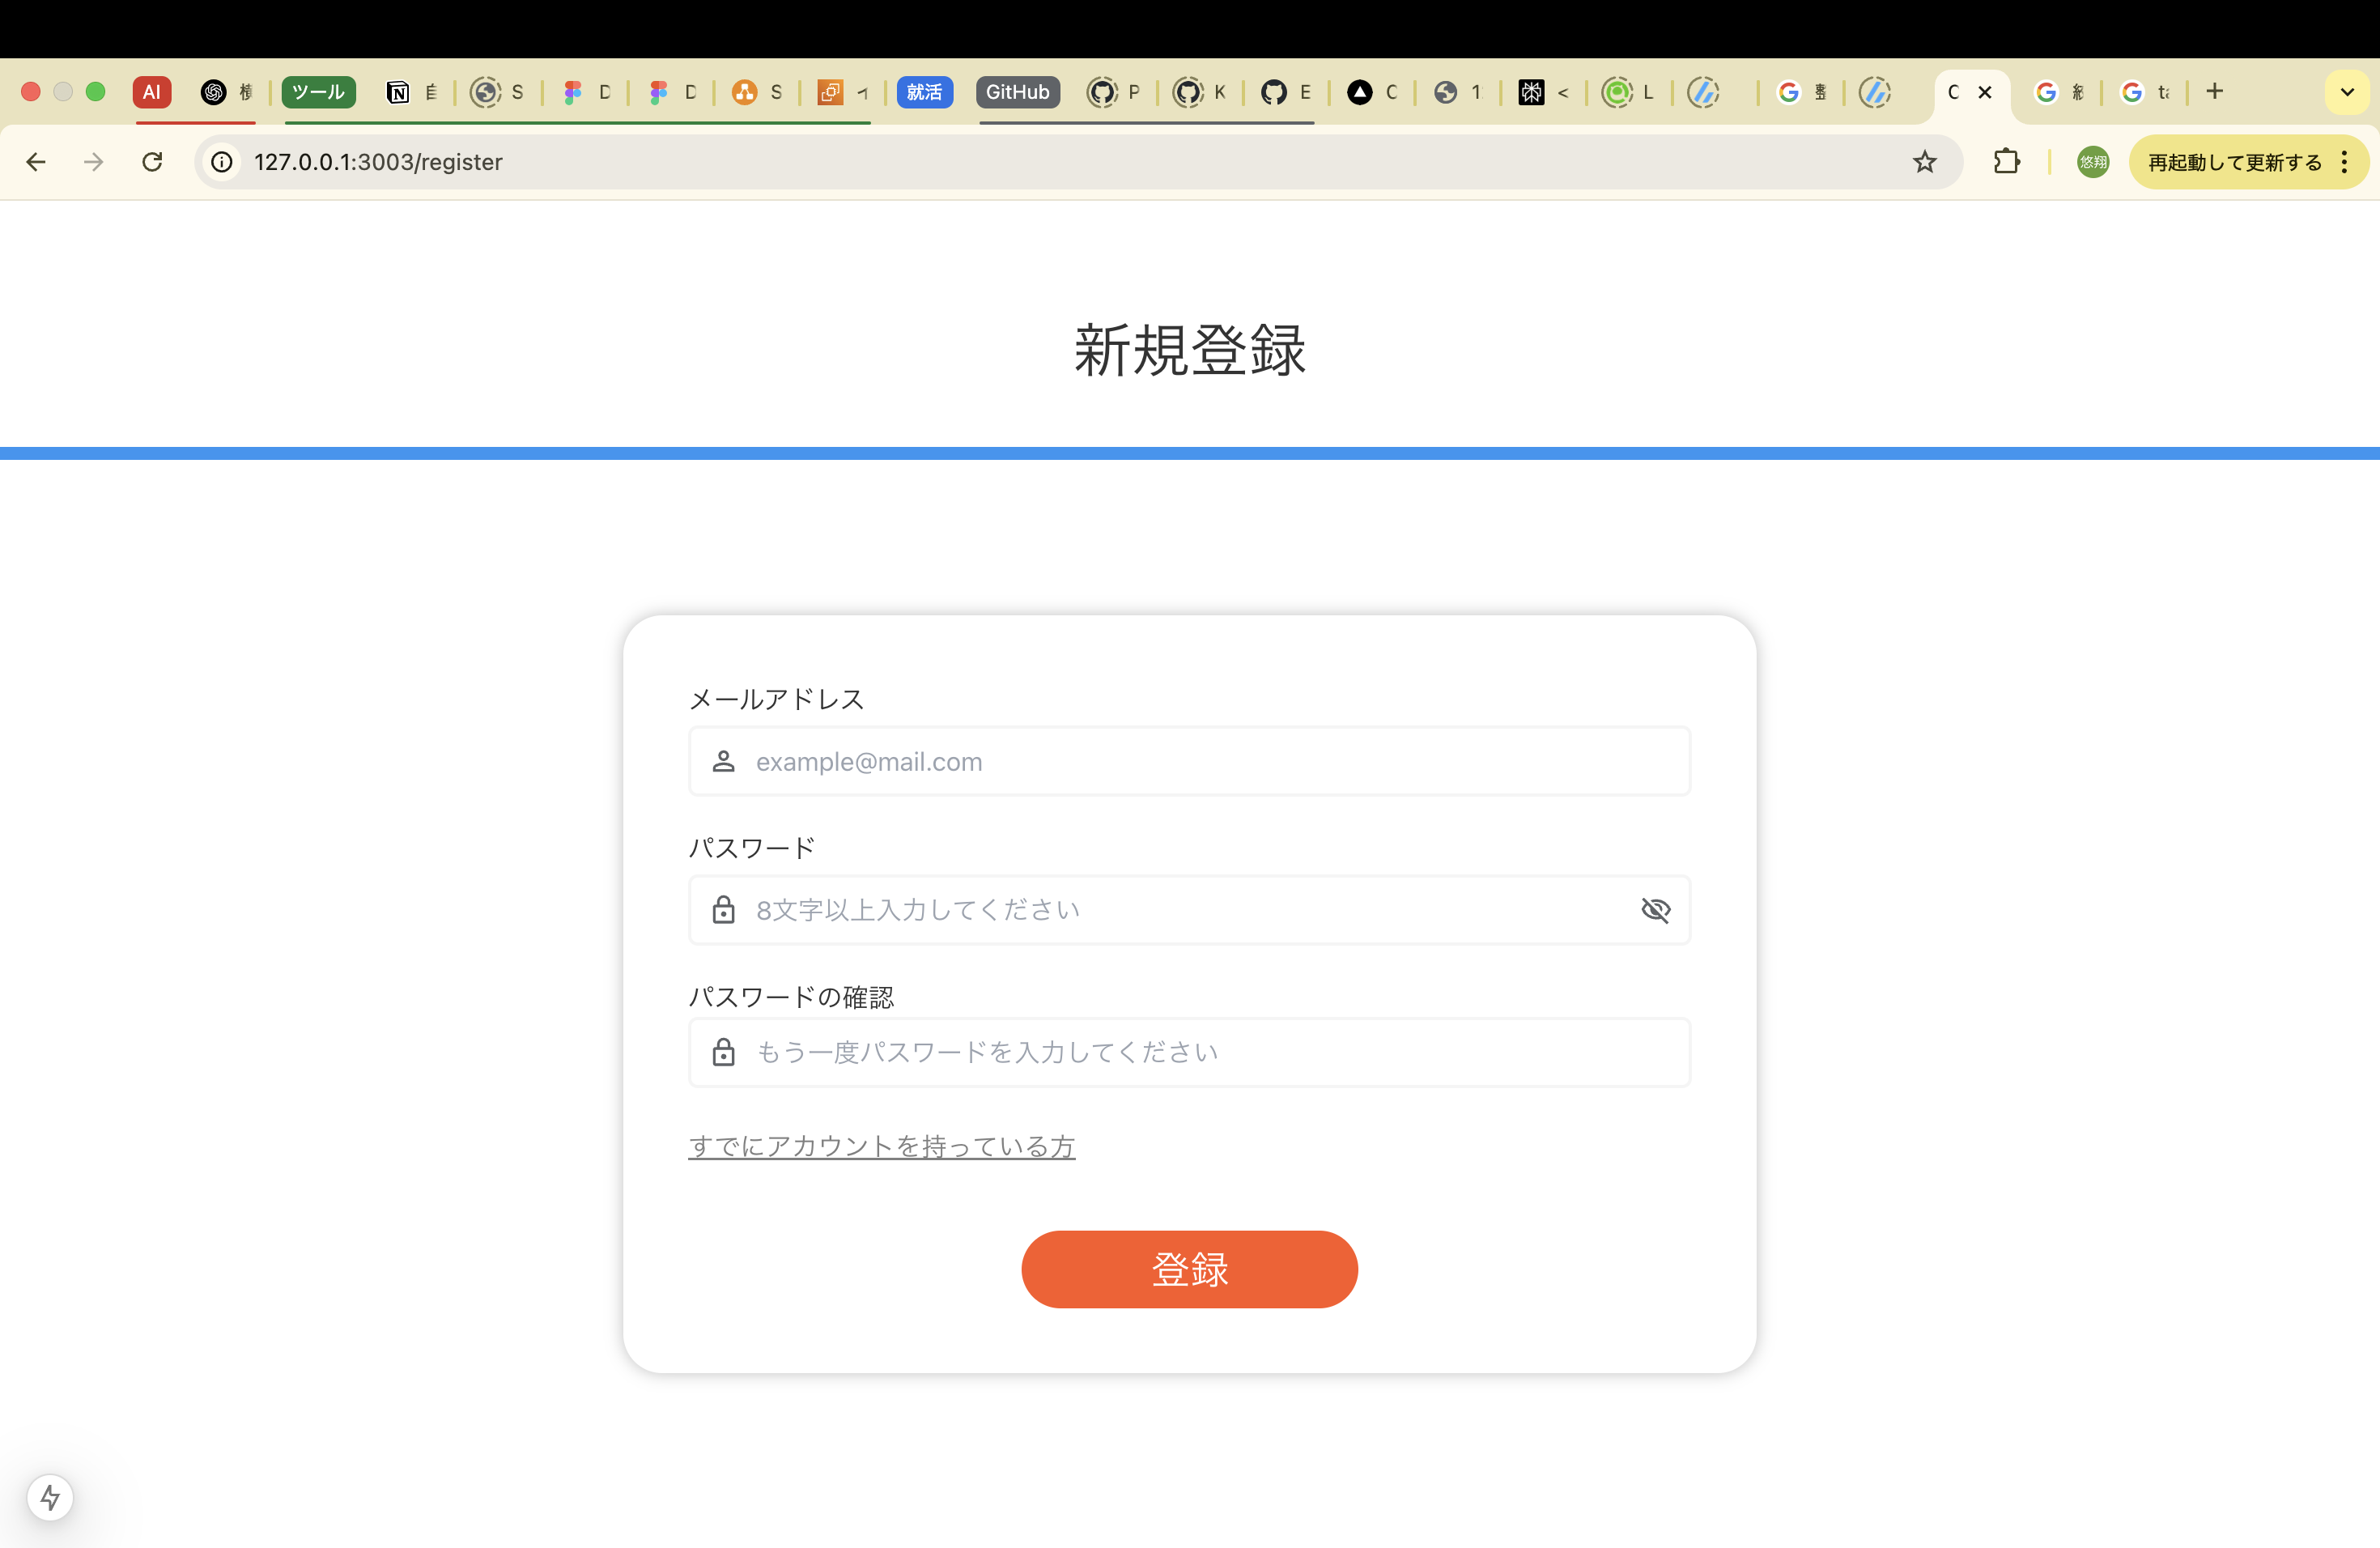 AI
ツール
S
D
D
S
就活
GitHub
P
K
E
C
1
<
L
C
127.0.0.1:3003/register
悠翔
再起動して更新する
新規登録
メールアドレス
example@mail.com
パスワード
8文字以上入力してください
パスワードの確認
もう一度パスワードを入力してください
すでにアカウントを持っている方
登録